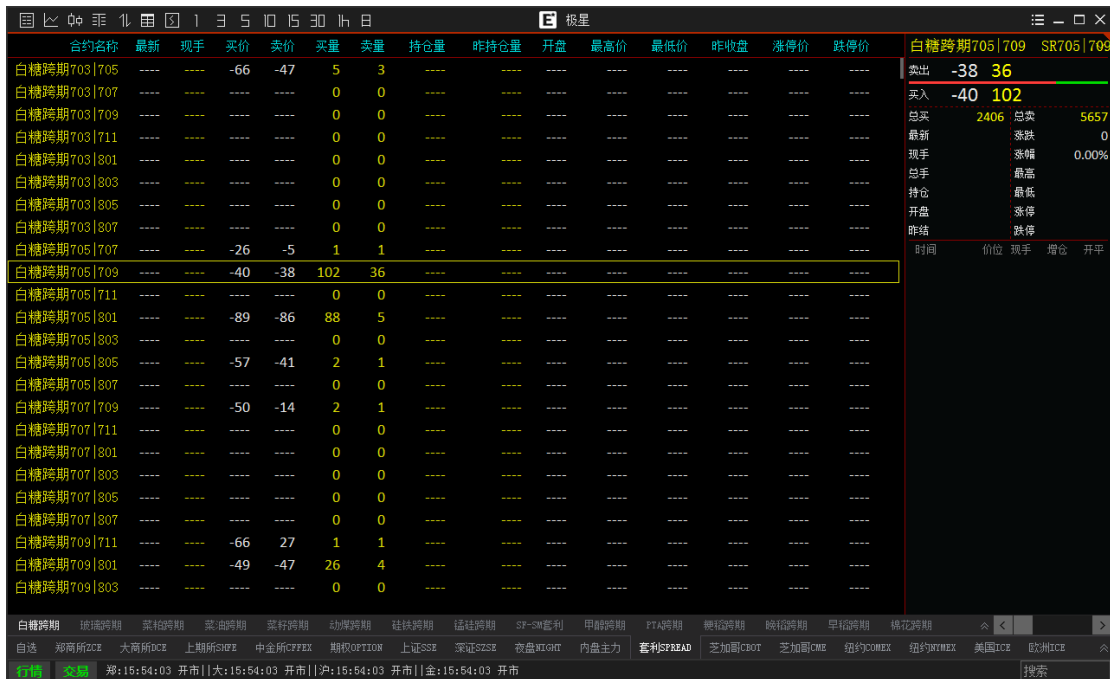 1 3 5 10 15 30 1h 日 E 极星
合约名称 最新 现手 买价 卖价 买量 卖量 持仓量 昨持仓量 开盘 最高价 最低价 昨收盘 涨停价 跌停价
白糖跨期703|705 ---- ---- -66 -47 5 3 ---- ---- ---- ---- ---- ---- ---- ----
白糖跨期703|707 ---- ---- ---- ---- 0 0 ---- ---- ---- ---- ---- ---- ---- ----
白糖跨期703|709 ---- ---- ---- ---- 0 0 ---- ---- ---- ---- ---- ---- ---- ----
白糖跨期703|711 ---- ---- ---- ---- 0 0 ---- ---- ---- ---- ---- ---- ---- ----
白糖跨期703|801 ---- ---- ---- ---- 0 0 ---- ---- ---- ---- ---- ---- ---- ----
白糖跨期703|803 ---- ---- ---- ---- 0 0 ---- ---- ---- ---- ---- ---- ---- ----
白糖跨期703|805 ---- ---- ---- ---- 0 0 ---- ---- ---- ---- ---- ---- ---- ----
白糖跨期703|807 ---- ---- ---- ---- 0 0 ---- ---- ---- ---- ---- ---- ---- ----
白糖跨期705|707 ---- ---- -26 -5 1 1 ---- ---- ---- ---- ---- ---- ---- ----
白糖跨期705|709 ---- ---- -40 -38 102 36 ---- ---- ---- ---- ---- ---- ---- ----
白糖跨期705|711 ---- ---- ---- ---- 0 0 ---- ---- ---- ---- ---- ---- ---- ----
白糖跨期705|801 ---- ---- -89 -86 88 5 ---- ---- ---- ---- ---- ---- ---- ----
白糖跨期705|803 ---- ---- ---- ---- 0 0 ---- ---- ---- ---- ---- ---- ---- ----
白糖跨期705|805 ---- ---- -57 -41 2 1 ---- ---- ---- ---- ---- ---- ---- ----
白糖跨期705|807 ---- ---- ---- ---- 0 0 ---- ---- ---- ---- ---- ---- ---- ----
白糖跨期707|709 ---- ---- -50 -14 2 1 ---- ---- ---- ---- ---- ---- ---- ----
白糖跨期707|711 ---- ---- ---- ---- 0 0 ---- ---- ---- ---- ---- ---- ---- ----
白糖跨期707|801 ---- ---- ---- ---- 0 0 ---- ---- ---- ---- ---- ---- ---- ----
白糖跨期707|803 ---- ---- ---- ---- 0 0 ---- ---- ---- ---- ---- ---- ---- ----
白糖跨期707|805 ---- ---- ---- ---- 0 0 ---- ---- ---- ---- ---- ---- ---- ----
白糖跨期707|807 ---- ---- ---- ---- 0 0 ---- ---- ---- ---- ---- ---- ---- ----
白糖跨期709|711 ---- ---- -66 27 1 1 ---- ---- ---- ---- ---- ---- ---- ----
白糖跨期709|801 ---- ---- -49 -47 26 4 ---- ---- ---- ---- ---- ---- ---- ----
白糖跨期709|803 ---- ---- ---- ---- 0 0 ---- ---- ---- ---- ---- ---- ---- ----
白糖跨期705|709 SR705|709
卖出 -38 36
买入 -40 102
总买 2406 总卖 5657
最新 涨跌 0
现手 涨幅 0.00%
总手 最高
持仓 最低
开盘 涨停
昨结 跌停
时间 价位 现手 增仓 开平
白糖跨期 玻璃跨期 菜粕跨期 菜油跨期 菜籽跨期 动煤跨期 硅铁跨期 锰硅跨期 SF-SM套利 甲醇跨期 PTA跨期 粳稻跨期 晚稻跨期 早稻跨期 棉花跨期
自选 郑商所ZCE 大商所DCE 上期所SHFE 中金所CFFEX 期权OPTION 上证SSE 深证SZSE 夜盘NIGHT 内盘主力 套利SPREAD 芝加哥CBOT 芝加哥CME 纽约COMEX 纽约NYMEX 美国ICE 欧洲ICE
行情 交易 郑:15:54:03 开市||大:15:54:03 开市||沪:15:54:03 开市||金:15:54:03 开市 搜索